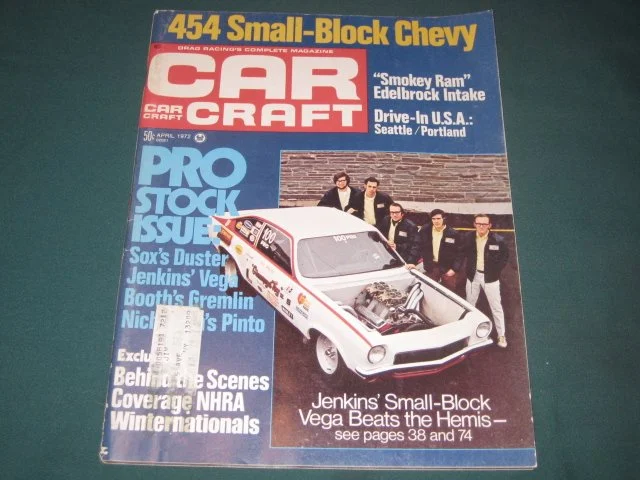 454 Small-Block Chevy
DRAG RACING'S COMPLETE MAGAZINE
CAR
CRAFT
CAR
CRAFT
"Smokey Ram"
Edelbrock Intake
Drive-In U.S.A.:
Seattle/Portland
50¢ APRIL 1972
PRO
STOCK
ISSUE
Sox's Duster
Jenkins' Vega
Booth's Gremlin
Pinto
Behind the Scenes
Coverage NHRA
Winternationals
Jenkins' Small-Block
Vega Beats the Hemis—
see pages 38 and 74